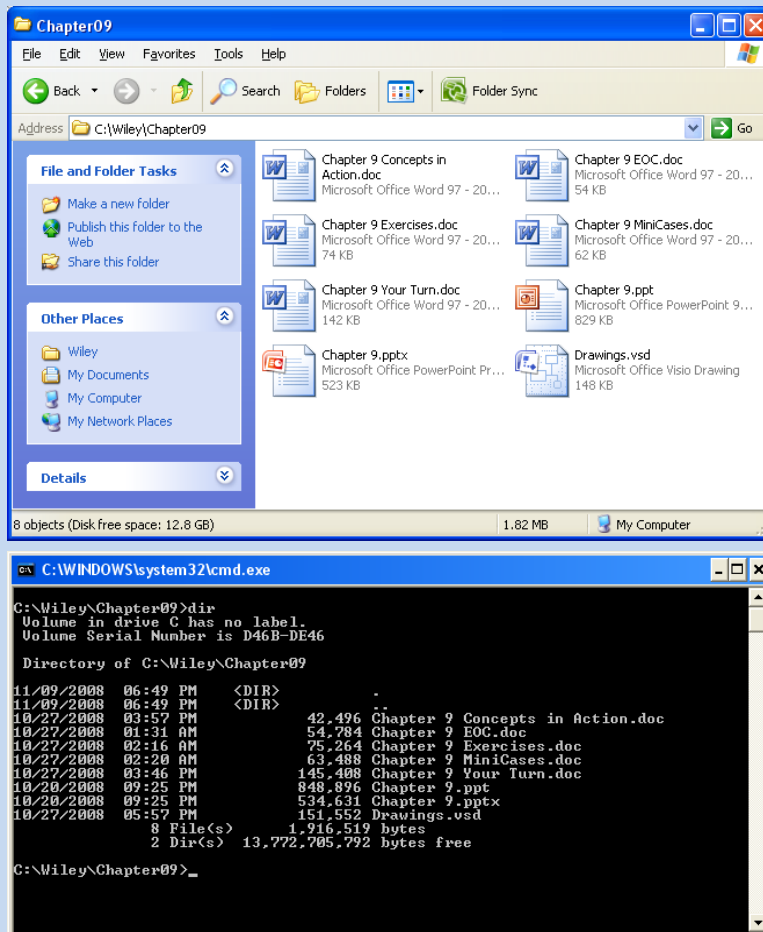 Chapter09
File Edit View Favorites Tools Help
Back Search Folders Folder Sync
Address C:\Wiley\Chapter09 Go
File and Folder Tasks
Make a new folder
Publish this folder to the
Web
Share this folder
Other Places
Wiley
My Documents
My Computer
My Network Places
Details
Chapter 9 Concepts in
Action.doc
Microsoft Office Word 97 - 20...
Chapter 9 EOC.doc
Microsoft Office Word 97 - 20...
54 KB
Chapter 9 Exercises.doc
Microsoft Office Word 97 - 20...
74 KB
Chapter 9 MiniCases.doc
Microsoft Office Word 97 - 20...
62 KB
Chapter 9 Your Turn.doc
Microsoft Office Word 97 - 20...
142 KB
Chapter 9.ppt
Microsoft Office PowerPoint 9...
829 KB
Chapter 9.pptx
Microsoft Office PowerPoint Pr...
523 KB
Drawings.vsd
Microsoft Office Visio Drawing
148 KB
8 objects (Disk free space: 12.8 GB) 1.82 MB My Computer
C:\WINDOWS\system32\cmd.exe
C:\Wiley\Chapter09>dir
Volume in drive C has no label.
Volume Serial Number is D46B-DE46
Directory of C:\Wiley\Chapter09
11/09/2008 06:49 PM <DIR> .
11/09/2008 06:49 PM <DIR> ..
10/27/2008 03:57 PM 42,496 Chapter 9 Concepts in Action.doc
10/27/2008 01:31 AM 54,784 Chapter 9 EOC.doc
10/27/2008 02:16 AM 75,264 Chapter 9 Exercises.doc
10/27/2008 02:20 AM 63,488 Chapter 9 MiniCases.doc
10/27/2008 03:46 PM 145,408 Chapter 9 Your Turn.doc
10/20/2008 09:25 PM 848,896 Chapter 9.ppt
10/20/2008 09:25 PM 534,631 Chapter 9.pptx
10/27/2008 05:57 PM 151,552 Drawings.vsd
8 File(s) 1,916,519 bytes
2 Dir(s) 13,772,705,792 bytes free
C:\Wiley\Chapter09>_